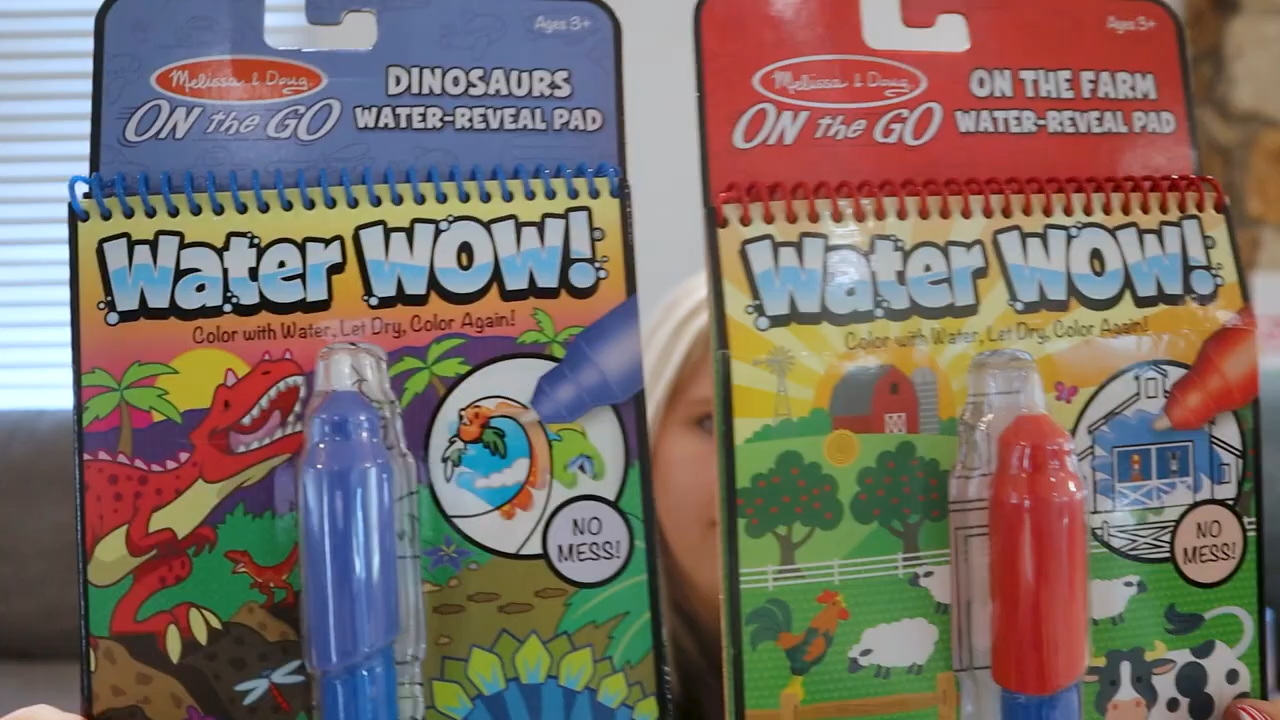 Ages 3+
Melissa & Doug
ON the GO
DINOSAURS
WATER-REVEAL PAD
Water WOW!
Color with Water, Let Dry, Color Again!
NO
MESS!
Ages 3+
Melissa & Doug
ON the GO
ON THE FARM
WATER-REVEAL PAD
Water WOW!
Color with Water, Let Dry, Color Again!
NO
MESS!